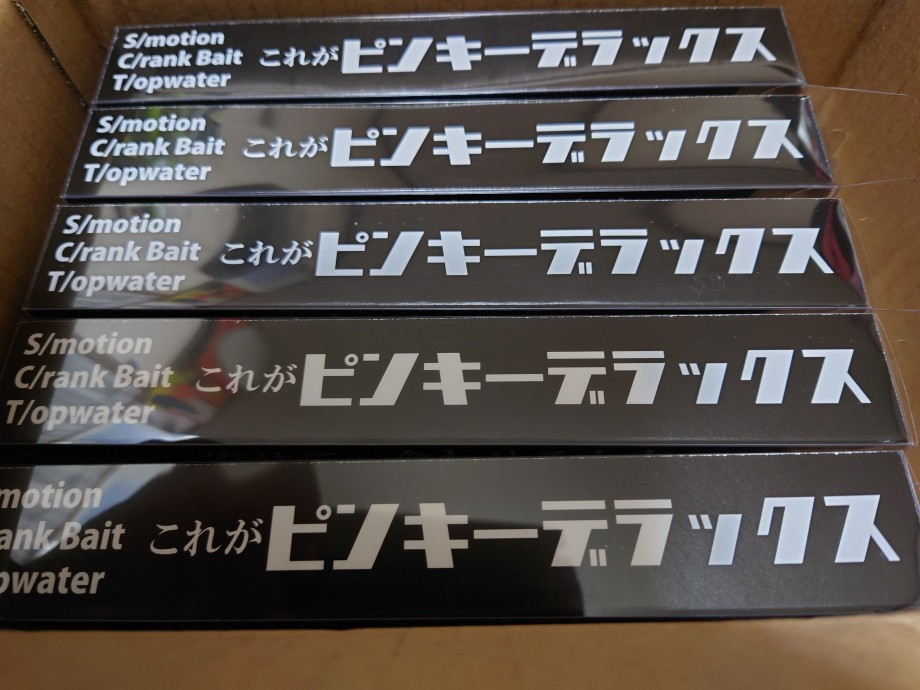 S/motion
C/rank Bait
T/opwater
これが ピンキーデラックス
S/motion
C/rank Bait
T/opwater
これが ピンキーデラックス
S/motion
C/rank Bait
T/opwater
これが ピンキーデラックス
S/motion
C/rank Bait
T/opwater
これが ピンキーデラックス
motion
ank Bait
opwater
これが ピンキーデラックス